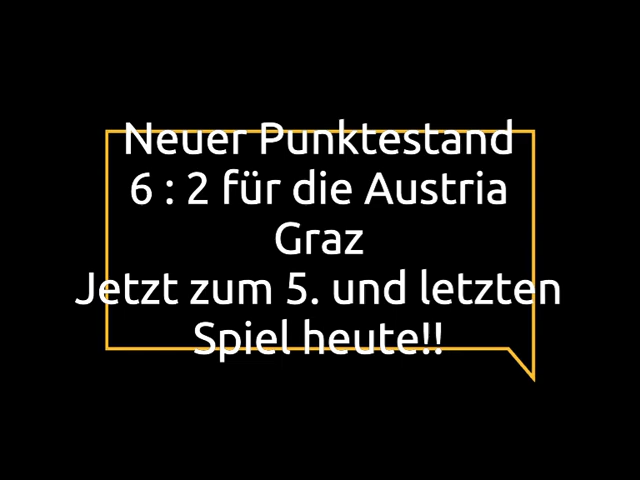 Neuer Punktestand
6 : 2 für die Austria
Graz
Jetzt zum 5. und letzten
Spiel heute!!